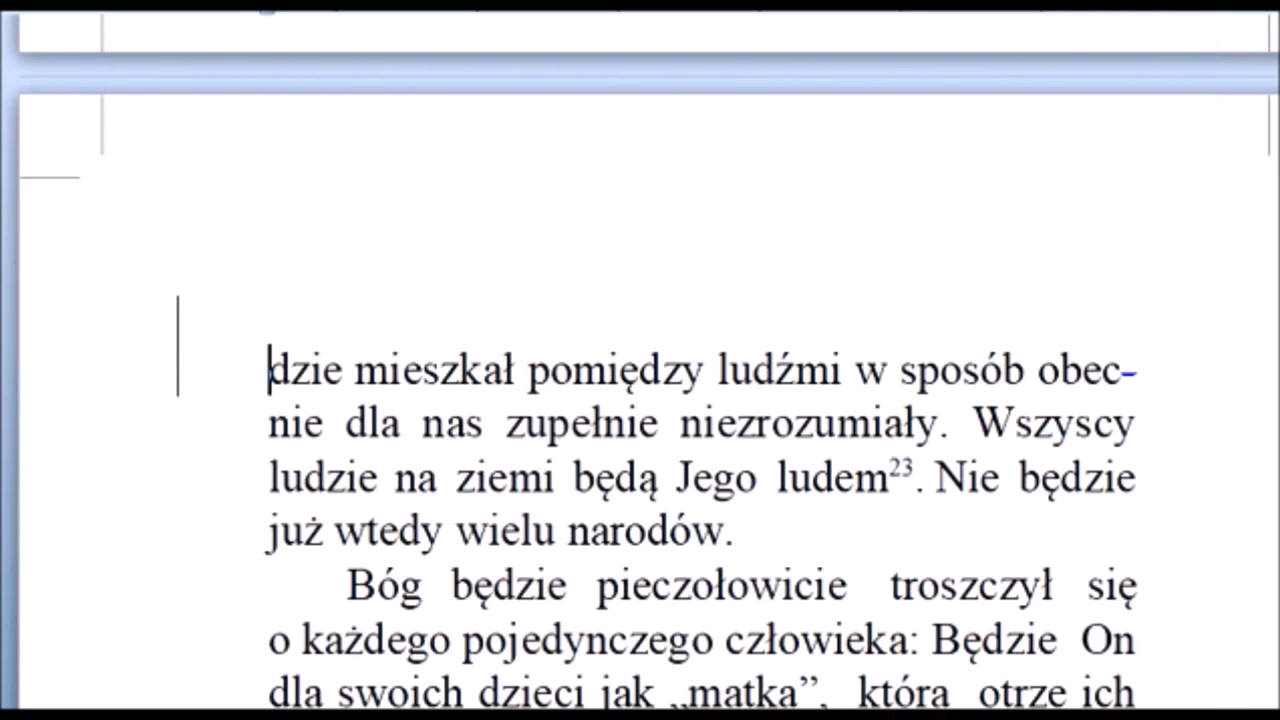 dzie mieszkał pomiędzy ludźmi w sposób obec-
nie dla nas zupełnie niezrozumiały. Wszyscy
ludzie na ziemi będą Jego ludem²³. Nie będzie
już wtedy wielu narodów.
Bóg będzie pieczołowicie troszczył się
o każdego pojedynczego człowieka: Będzie On
dla swoich dzieci jak „matka”, która otrze ich